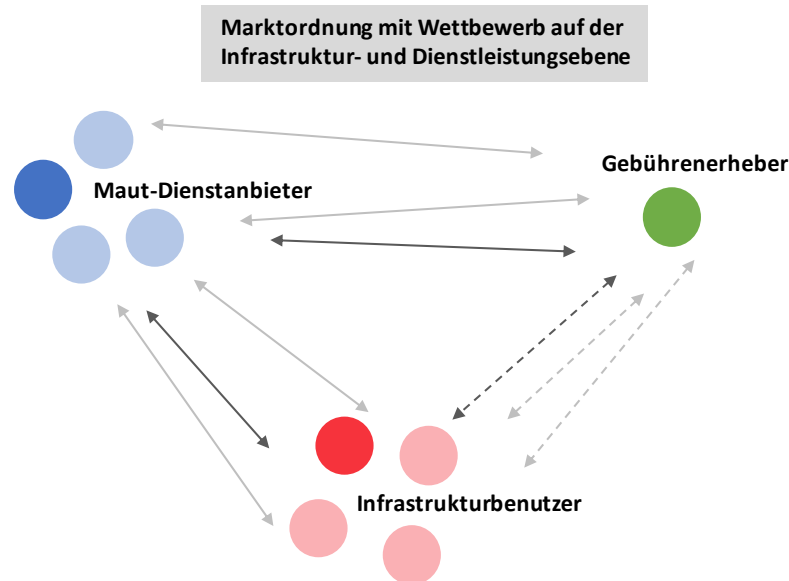 Marktordnung mit Wettbewerb auf der
Infrastruktur- und Dienstleistungsebene
Gebührenerheber
Maut-Dienstanbieter
Infrastrukturbenutzer